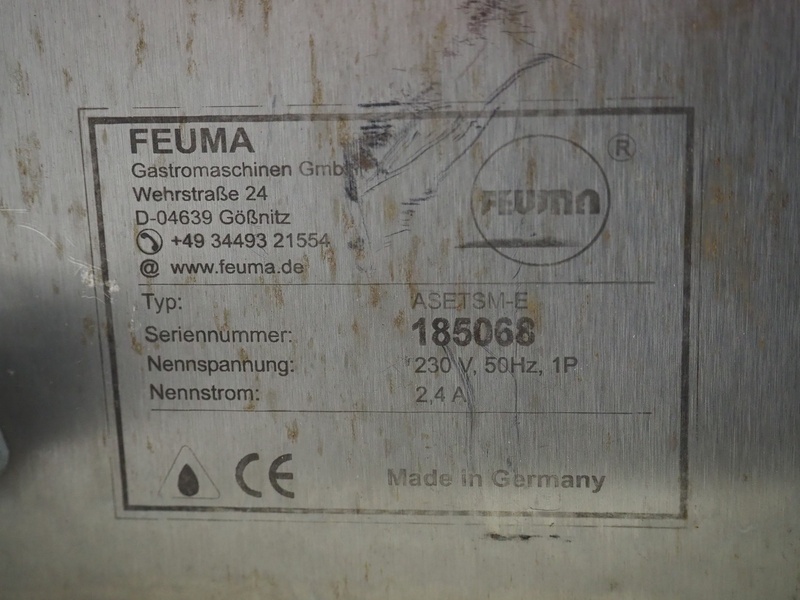 FEUMA
Gastromaschinen GmbH
Wehrstraße 24
D-04639 Gößnitz
+49 34493 21554
@ www.feuma.de
FEUMA
®
Typ: ASETSM-E
Seriennummer: 185068
Nennspannung: 230 V, 50Hz, 1P
Nennstrom: 2,4 A
CE
Made in Germany